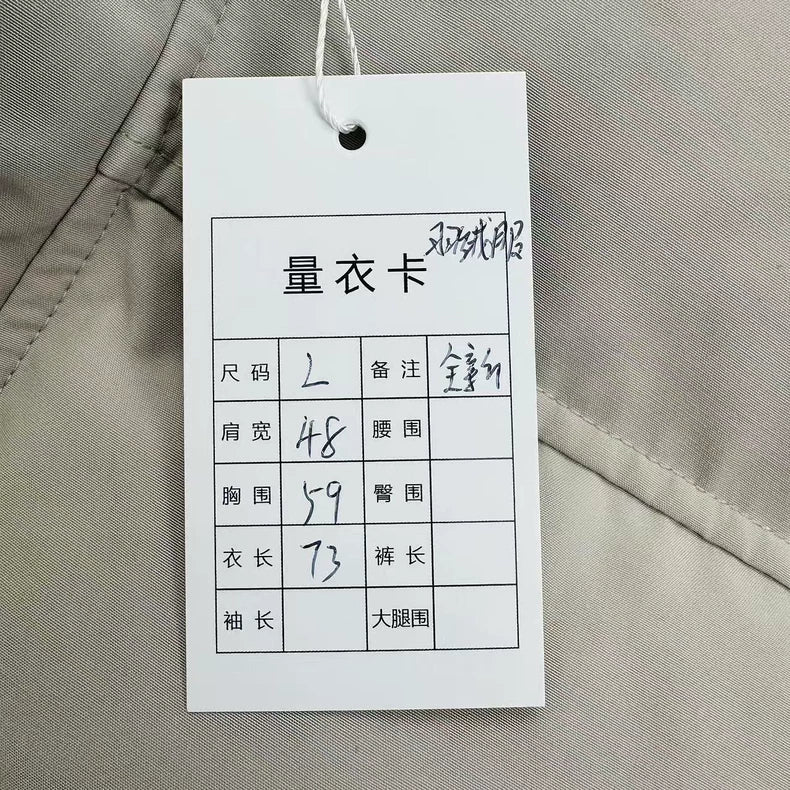 羽绒服
量衣卡
尺码 L 备注 全新
肩宽 48 腰围
胸围 59 臀围
衣长 73 裤长
袖长 大腿围